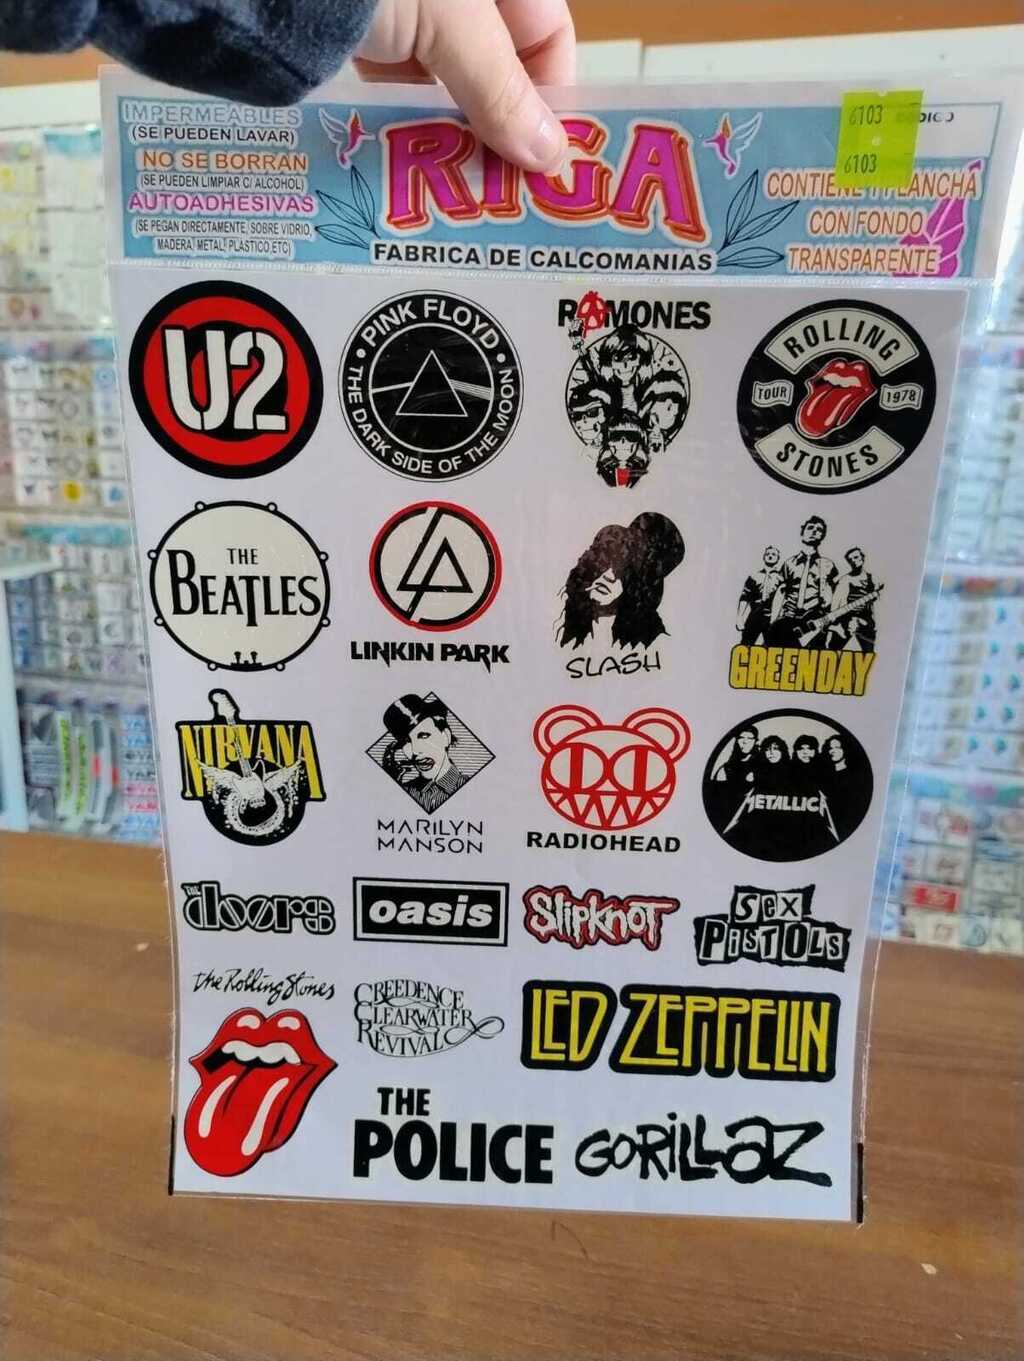 IMPERMEABLES
(SE PUEDEN LAVAR)
NO SE BORRAN
(SE PUEDEN LIMPIAR C/ ALCOHOL)
AUTOADHESIVAS
(SE PEGAN DIRECTAMENTE, SOBRE VIDRIO,
MADERA, METAL, PLASTICO ETC)
RIGA
FABRICA DE CALCOMANIAS
6103
6103
CONTIENE 1 PLANCHA
CON FONDO
TRANSPARENTE
U2
PINK FLOYD
THE DARK SIDE OF THE MOON
RAMONES
ROLLING
TOUR 1978
STONES
THE
BEATLES
LINKIN PARK
SLASH
GREENDAY
NIRVANA
MARILYN
MANSON
RADIOHEAD
METALLICA
THE
doors
oasis
SlipKnoT
SEX
PISTOLS
the Rolling Stones
CREEDENCE
CLEARWATER
REVIVAL
LED ZEPPELIN
THE
POLICE
GORILLAZ